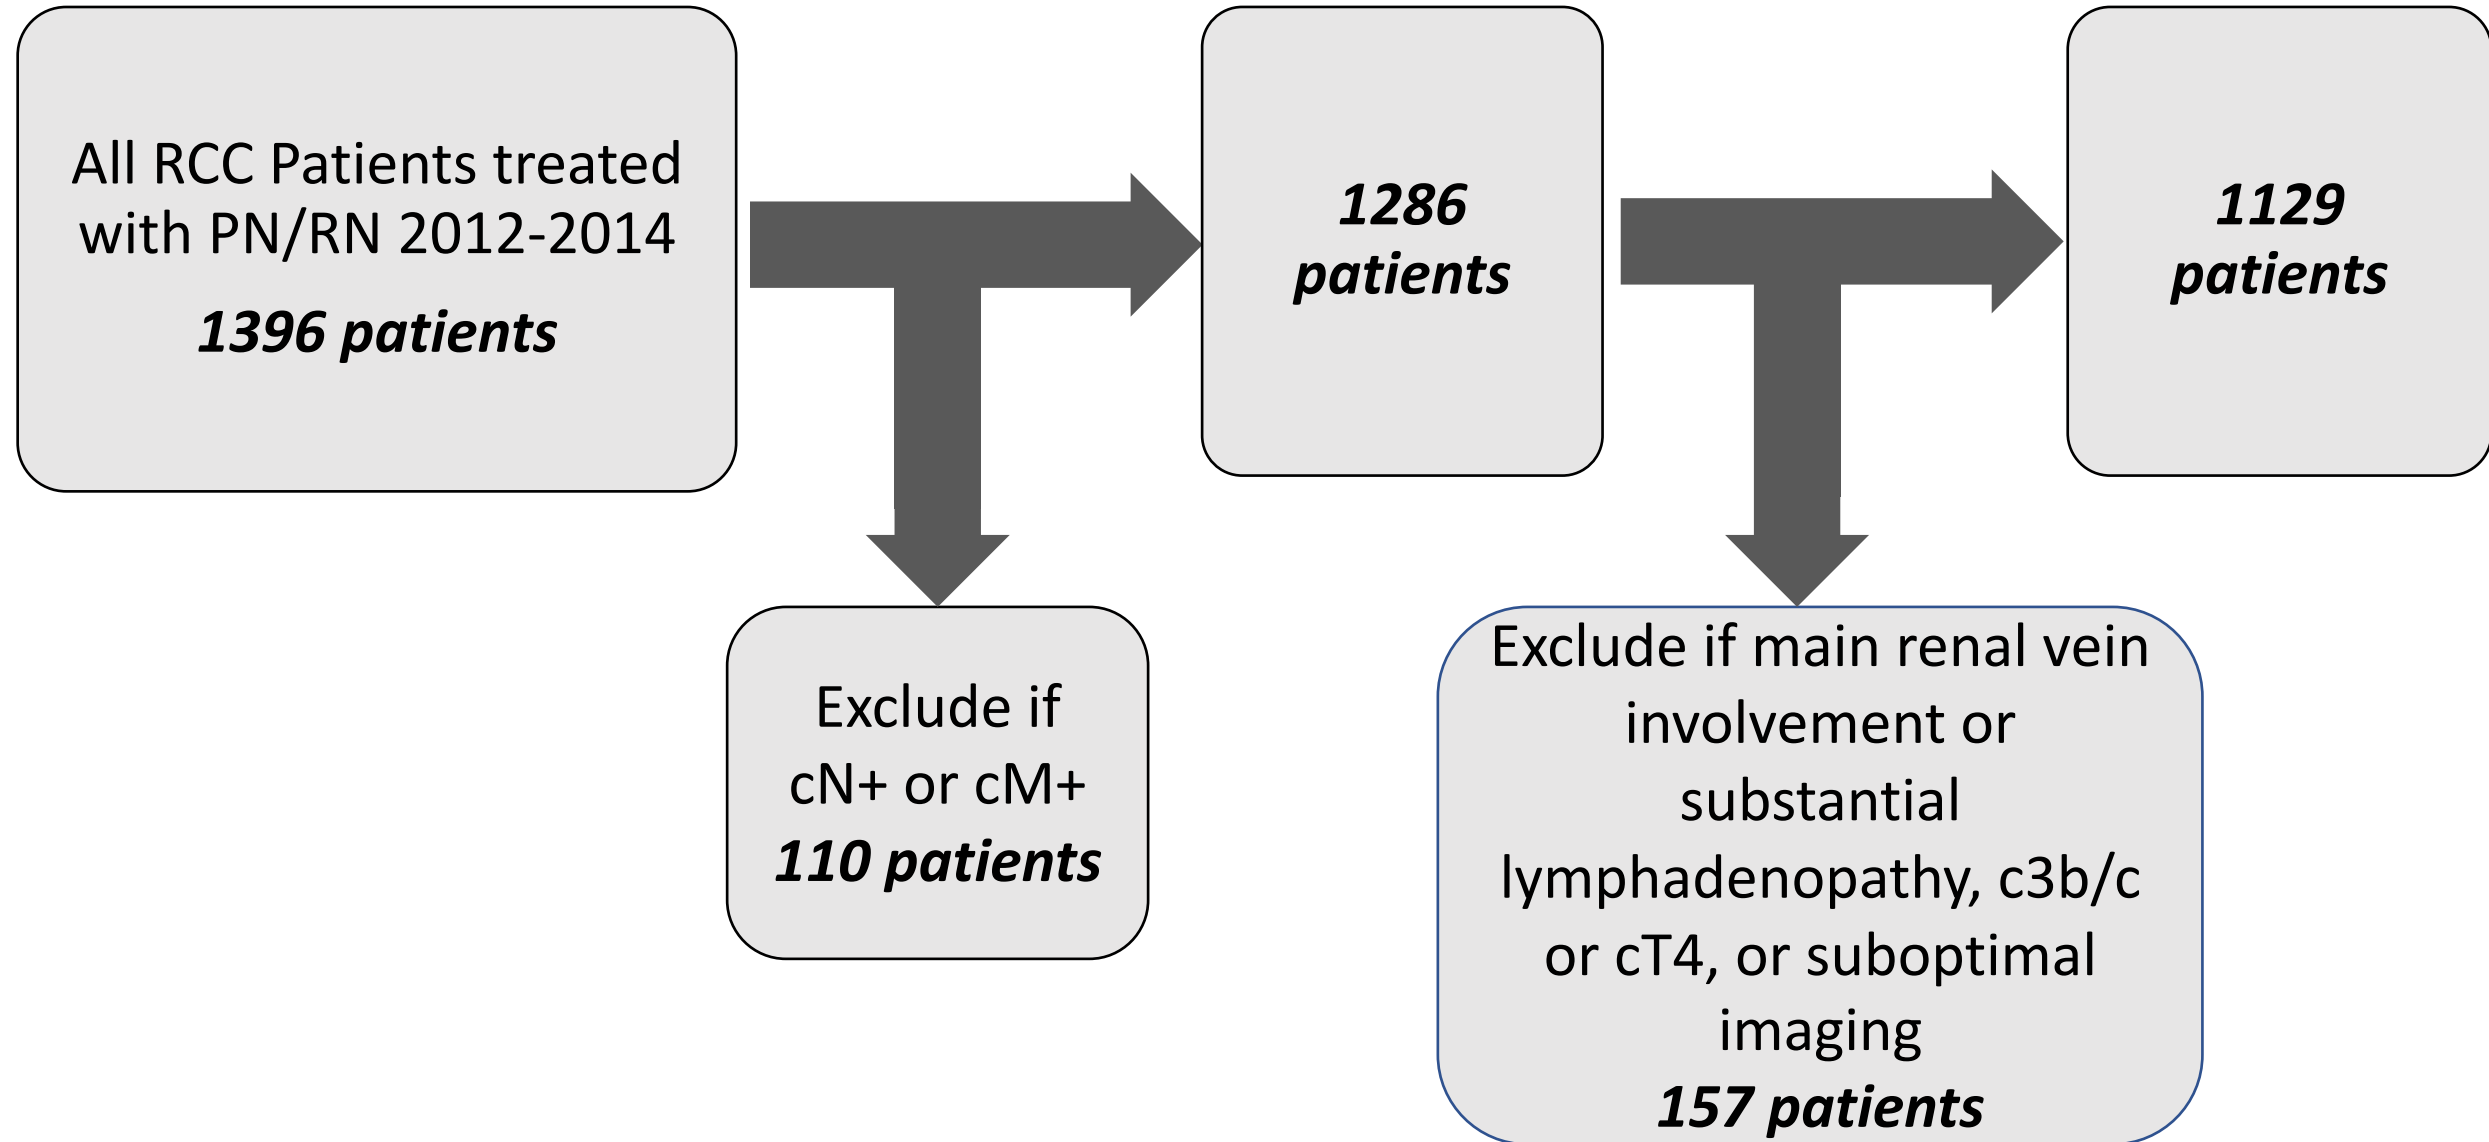 All RCC Patients treated
with PN/RN 2012-2014
1396 patients
1286
patients
1129
patients
Exclude if
cN+ or cM+
110 patients
Exclude if main renal vein
involvement or
substantial
lymphadenopathy, c3b/c
or cT4, or suboptimal
imaging
157 patients